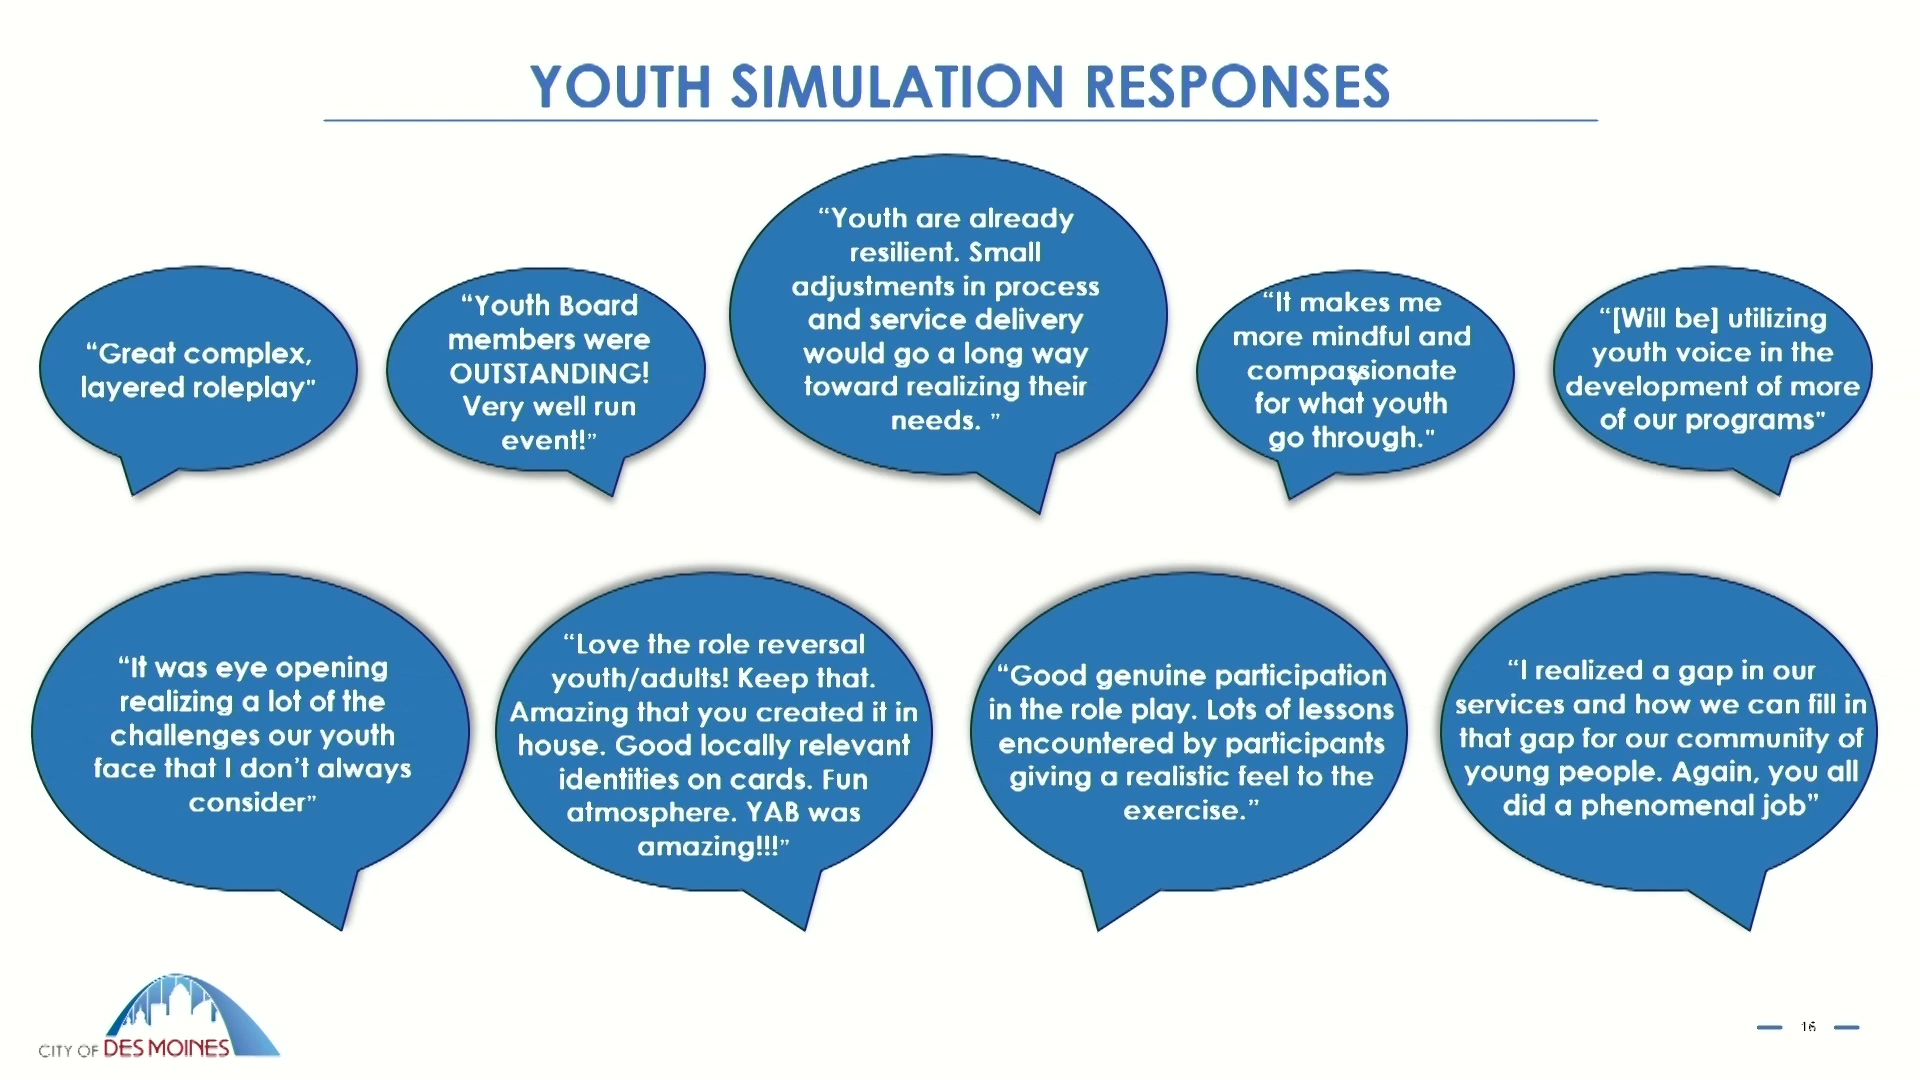 YOUTH SIMULATION RESPONSES
“Great complex,
layered roleplay"
“Youth Board
members were
OUTSTANDING!
Very well run
event!”
“Youth are already
resilient. Small
adjustments in process
and service delivery
would go a long way
toward realizing their
needs. ”
“It makes me
more mindful and
compassionate
for what youth
go through."
“[Will be] utilizing
youth voice in the
development of more
of our programs"
“It was eye opening
realizing a lot of the
challenges our youth
face that I don’t always
consider”
“Love the role reversal
youth/adults! Keep that.
Amazing that you created it in
house. Good locally relevant
identities on cards. Fun
atmosphere. YAB was
amazing!!!”
“Good genuine participation
in the role play. Lots of lessons
encountered by participants
giving a realistic feel to the
exercise.”
“I realized a gap in our
services and how we can fill in
that gap for our community of
young people. Again, you all
did a phenomenal job”
CITY OF DES MOINES
16